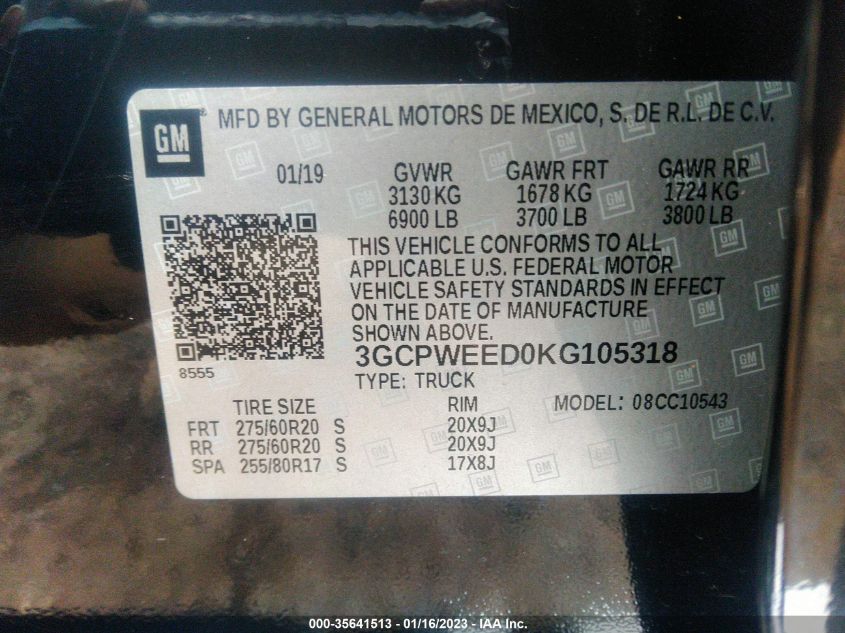 GM
MFD BY GENERAL MOTORS DE MEXICO, S. DE R.L. DE C.V.
01/19 GVWR GAWR FRT GAWR RR
3130 KG 1678 KG 1724 KG
6900 LB 3700 LB 3800 LB
THIS VEHICLE CONFORMS TO ALL
APPLICABLE U.S. FEDERAL MOTOR
VEHICLE SAFETY STANDARDS IN EFFECT
ON THE DATE OF MANUFACTURE
SHOWN ABOVE.
3GCPWEED0KG105318
8555
TYPE: TRUCK
TIRE SIZE RIM MODEL: 08CC10543
FRT 275/60R20 S 20X9J
RR 275/60R20 S 20X9J
SPA 255/80R17 S 17X8J
000-35641513 - 01/16/2023 - IAA Inc.